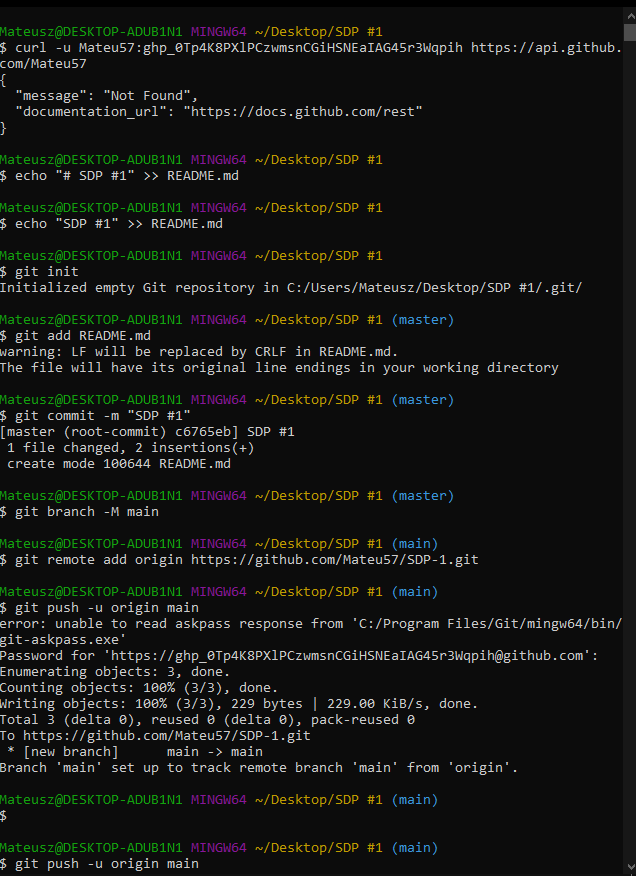 Mateusz@DESKTOP-ADUB1N1 MINGW64 ~/Desktop/SDP #1
$ curl -u Mateu57: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 https://api.github.
com/Mateu57
{
  "message": "Not Found",
  "documentation_url": "https://docs.github.com/rest"
}
Mateusz@DESKTOP-ADUB1N1 MINGW64 ~/Desktop/SDP #1
$ echo "# SDP #1" >> README.md
Mateusz@DESKTOP-ADUB1N1 MINGW64 ~/Desktop/SDP #1
$ echo "SDP #1" >> README.md
Mateusz@DESKTOP-ADUB1N1 MINGW64 ~/Desktop/SDP #1
$ git init
Initialized empty Git repository in C:/Users/Mateusz/Desktop/SDP #1/.git/
Mateusz@DESKTOP-ADUB1N1 MINGW64 ~/Desktop/SDP #1 (master)
$ git add README.md
warning: LF will be replaced by CRLF in README.md.
The file will have its original line endings in your working directory
Mateusz@DESKTOP-ADUB1N1 MINGW64 ~/Desktop/SDP #1 (master)
$ git commit -m "SDP #1"
[master (root-commit) c6765eb] SDP #1
 1 file changed, 2 insertions(+)
 create mode 100644 README.md
Mateusz@DESKTOP-ADUB1N1 MINGW64 ~/Desktop/SDP #1 (master)
$ git branch -M main
Mateusz@DESKTOP-ADUB1N1 MINGW64 ~/Desktop/SDP #1 (main)
$ git remote add origin https://github.com/Mateu57/SDP-1.git
Mateusz@DESKTOP-ADUB1N1 MINGW64 ~/Desktop/SDP #1 (main)
$ git push -u origin main
error: unable to read askpass response from 'C:/Program Files/Git/mingw64/bin/
git-askpass.exe'
Password for 'https://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@github.com':
Enumerating objects: 3, done.
Counting objects: 100% (3/3), done.
Writing objects: 100% (3/3), 229 bytes | 229.00 KiB/s, done.
Total 3 (delta 0), reused 0 (delta 0), pack-reused 0
To https://github.com/Mateu57/SDP-1.git
 * [new branch]      main -> main
Branch 'main' set up to track remote branch 'main' from 'origin'.
Mateusz@DESKTOP-ADUB1N1 MINGW64 ~/Desktop/SDP #1 (main)
$
Mateusz@DESKTOP-ADUB1N1 MINGW64 ~/Desktop/SDP #1 (main)
$ git push -u origin main